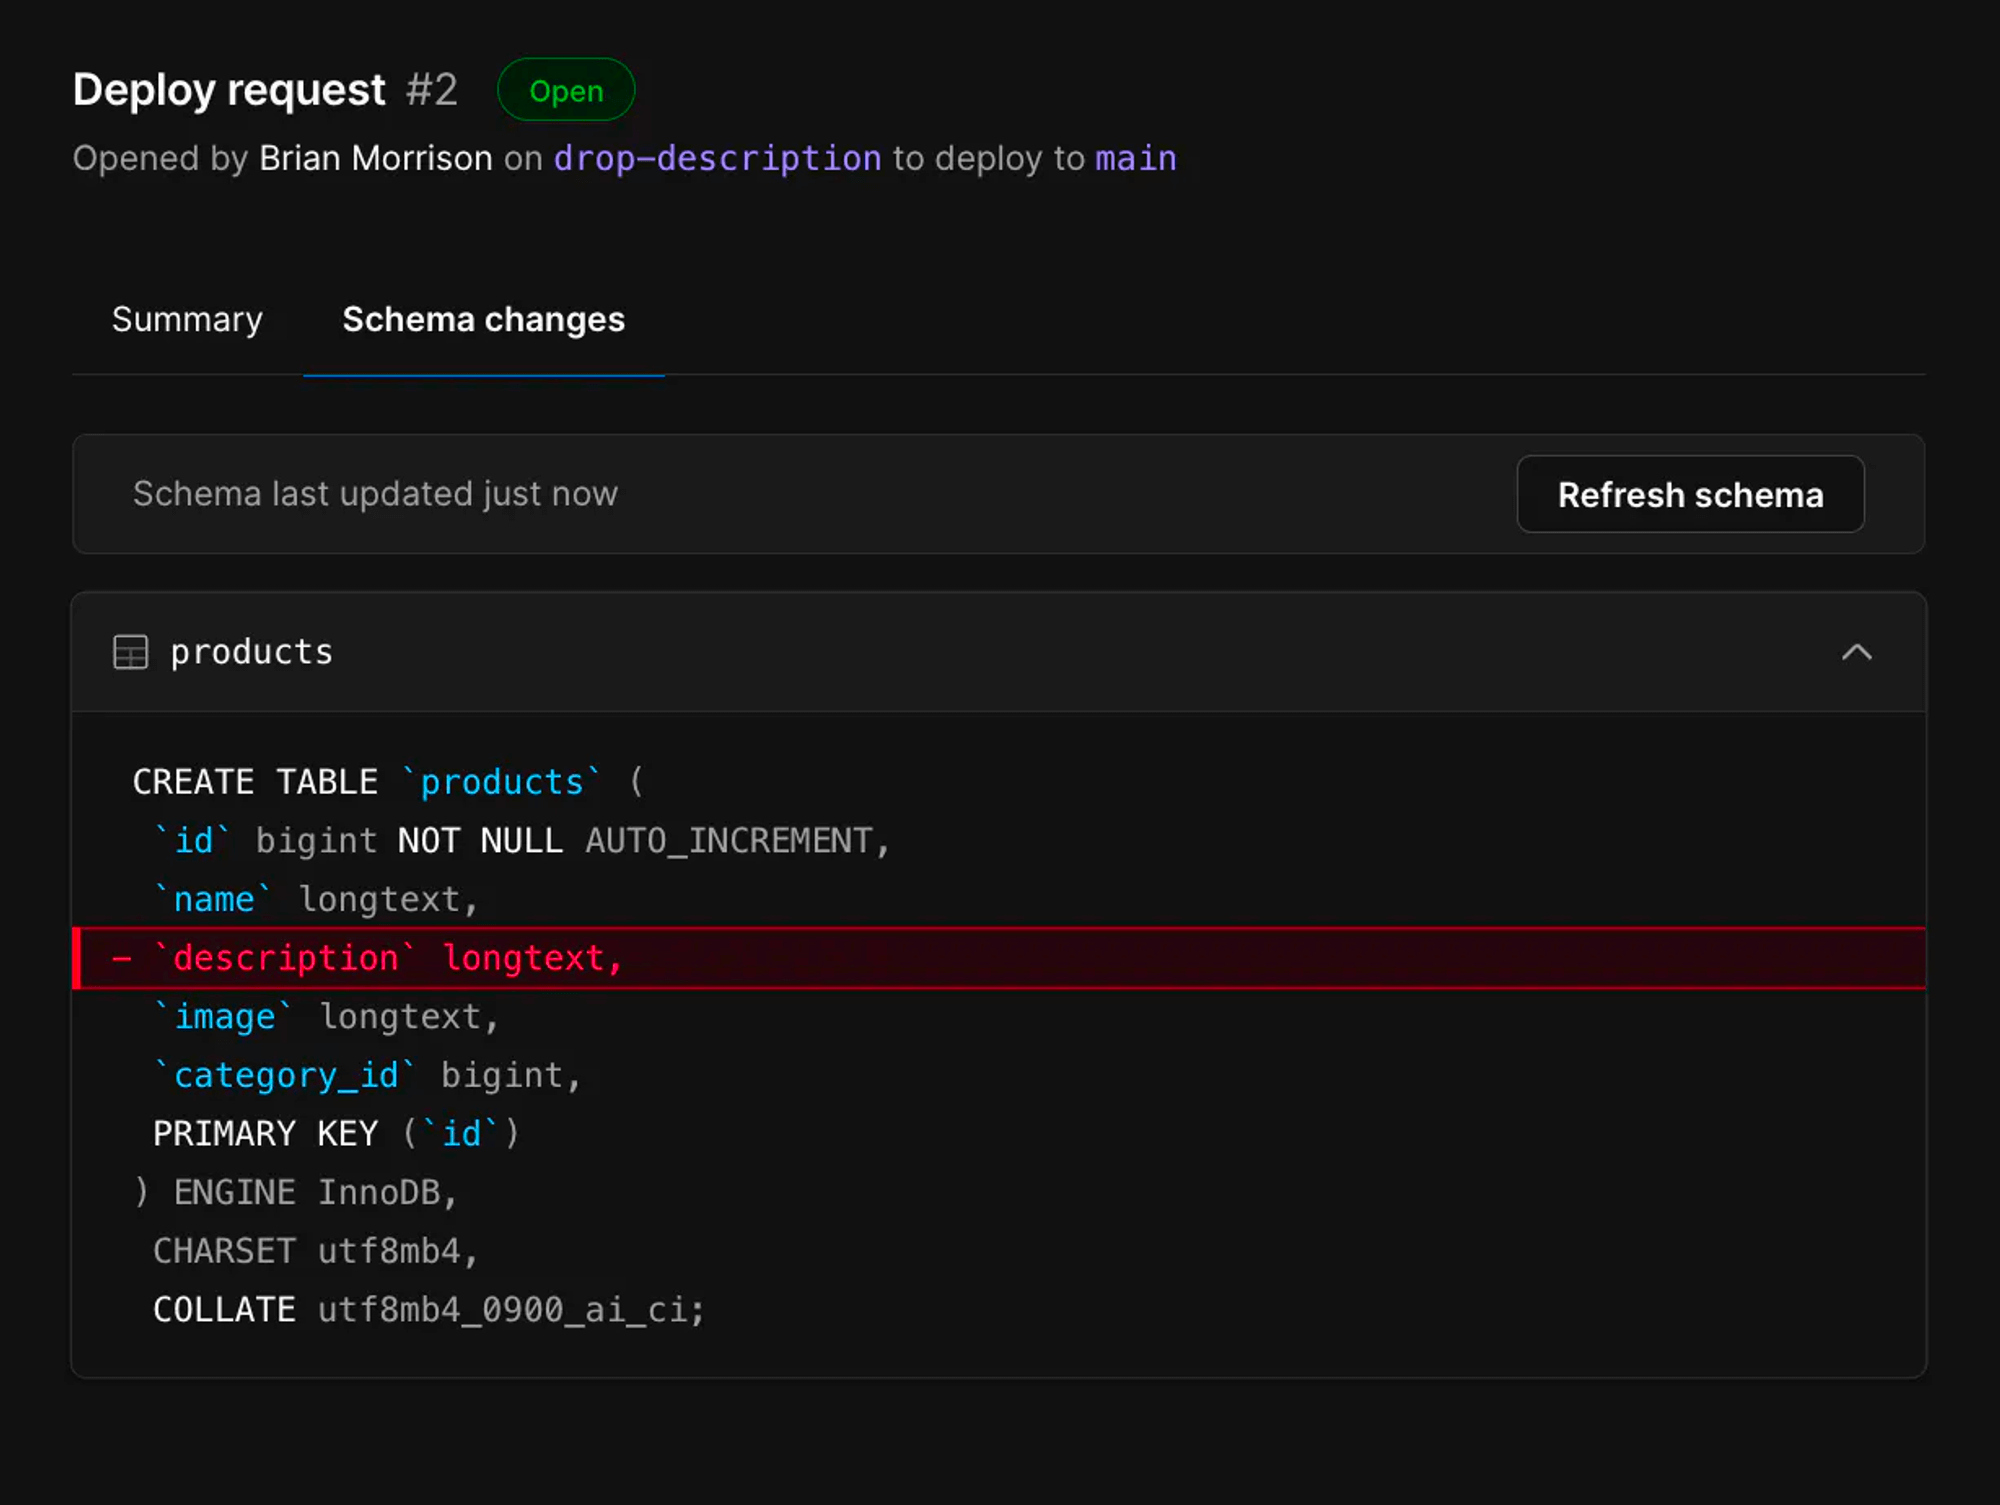 Deploy request #2 Open
Opened by Brian Morrison on drop-description to deploy to main
Summary Schema changes
Schema last updated just now Refresh schema
products
CREATE TABLE `products` (
`id` bigint NOT NULL AUTO_INCREMENT,
`name` longtext,
- `description` longtext,
`image` longtext,
`category_id` bigint,
PRIMARY KEY (`id`)
) ENGINE InnoDB,
CHARSET utf8mb4,
COLLATE utf8mb4_0900_ai_ci;